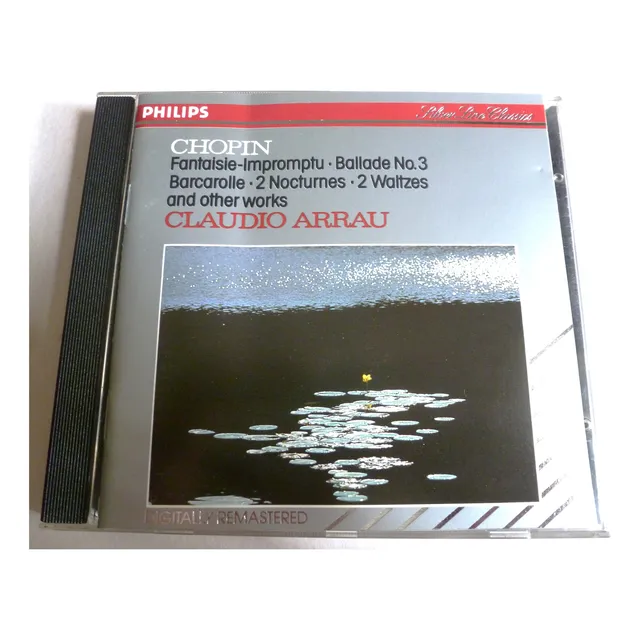 PHILIPS
Silver Line Classics
CHOPIN
Fantaisie-Impromptu · Ballade No.3
Barcarolle · 2 Nocturnes · 2 Waltzes
and other works
CLAUDIO ARRAU
DIGITALLY REMASTERED